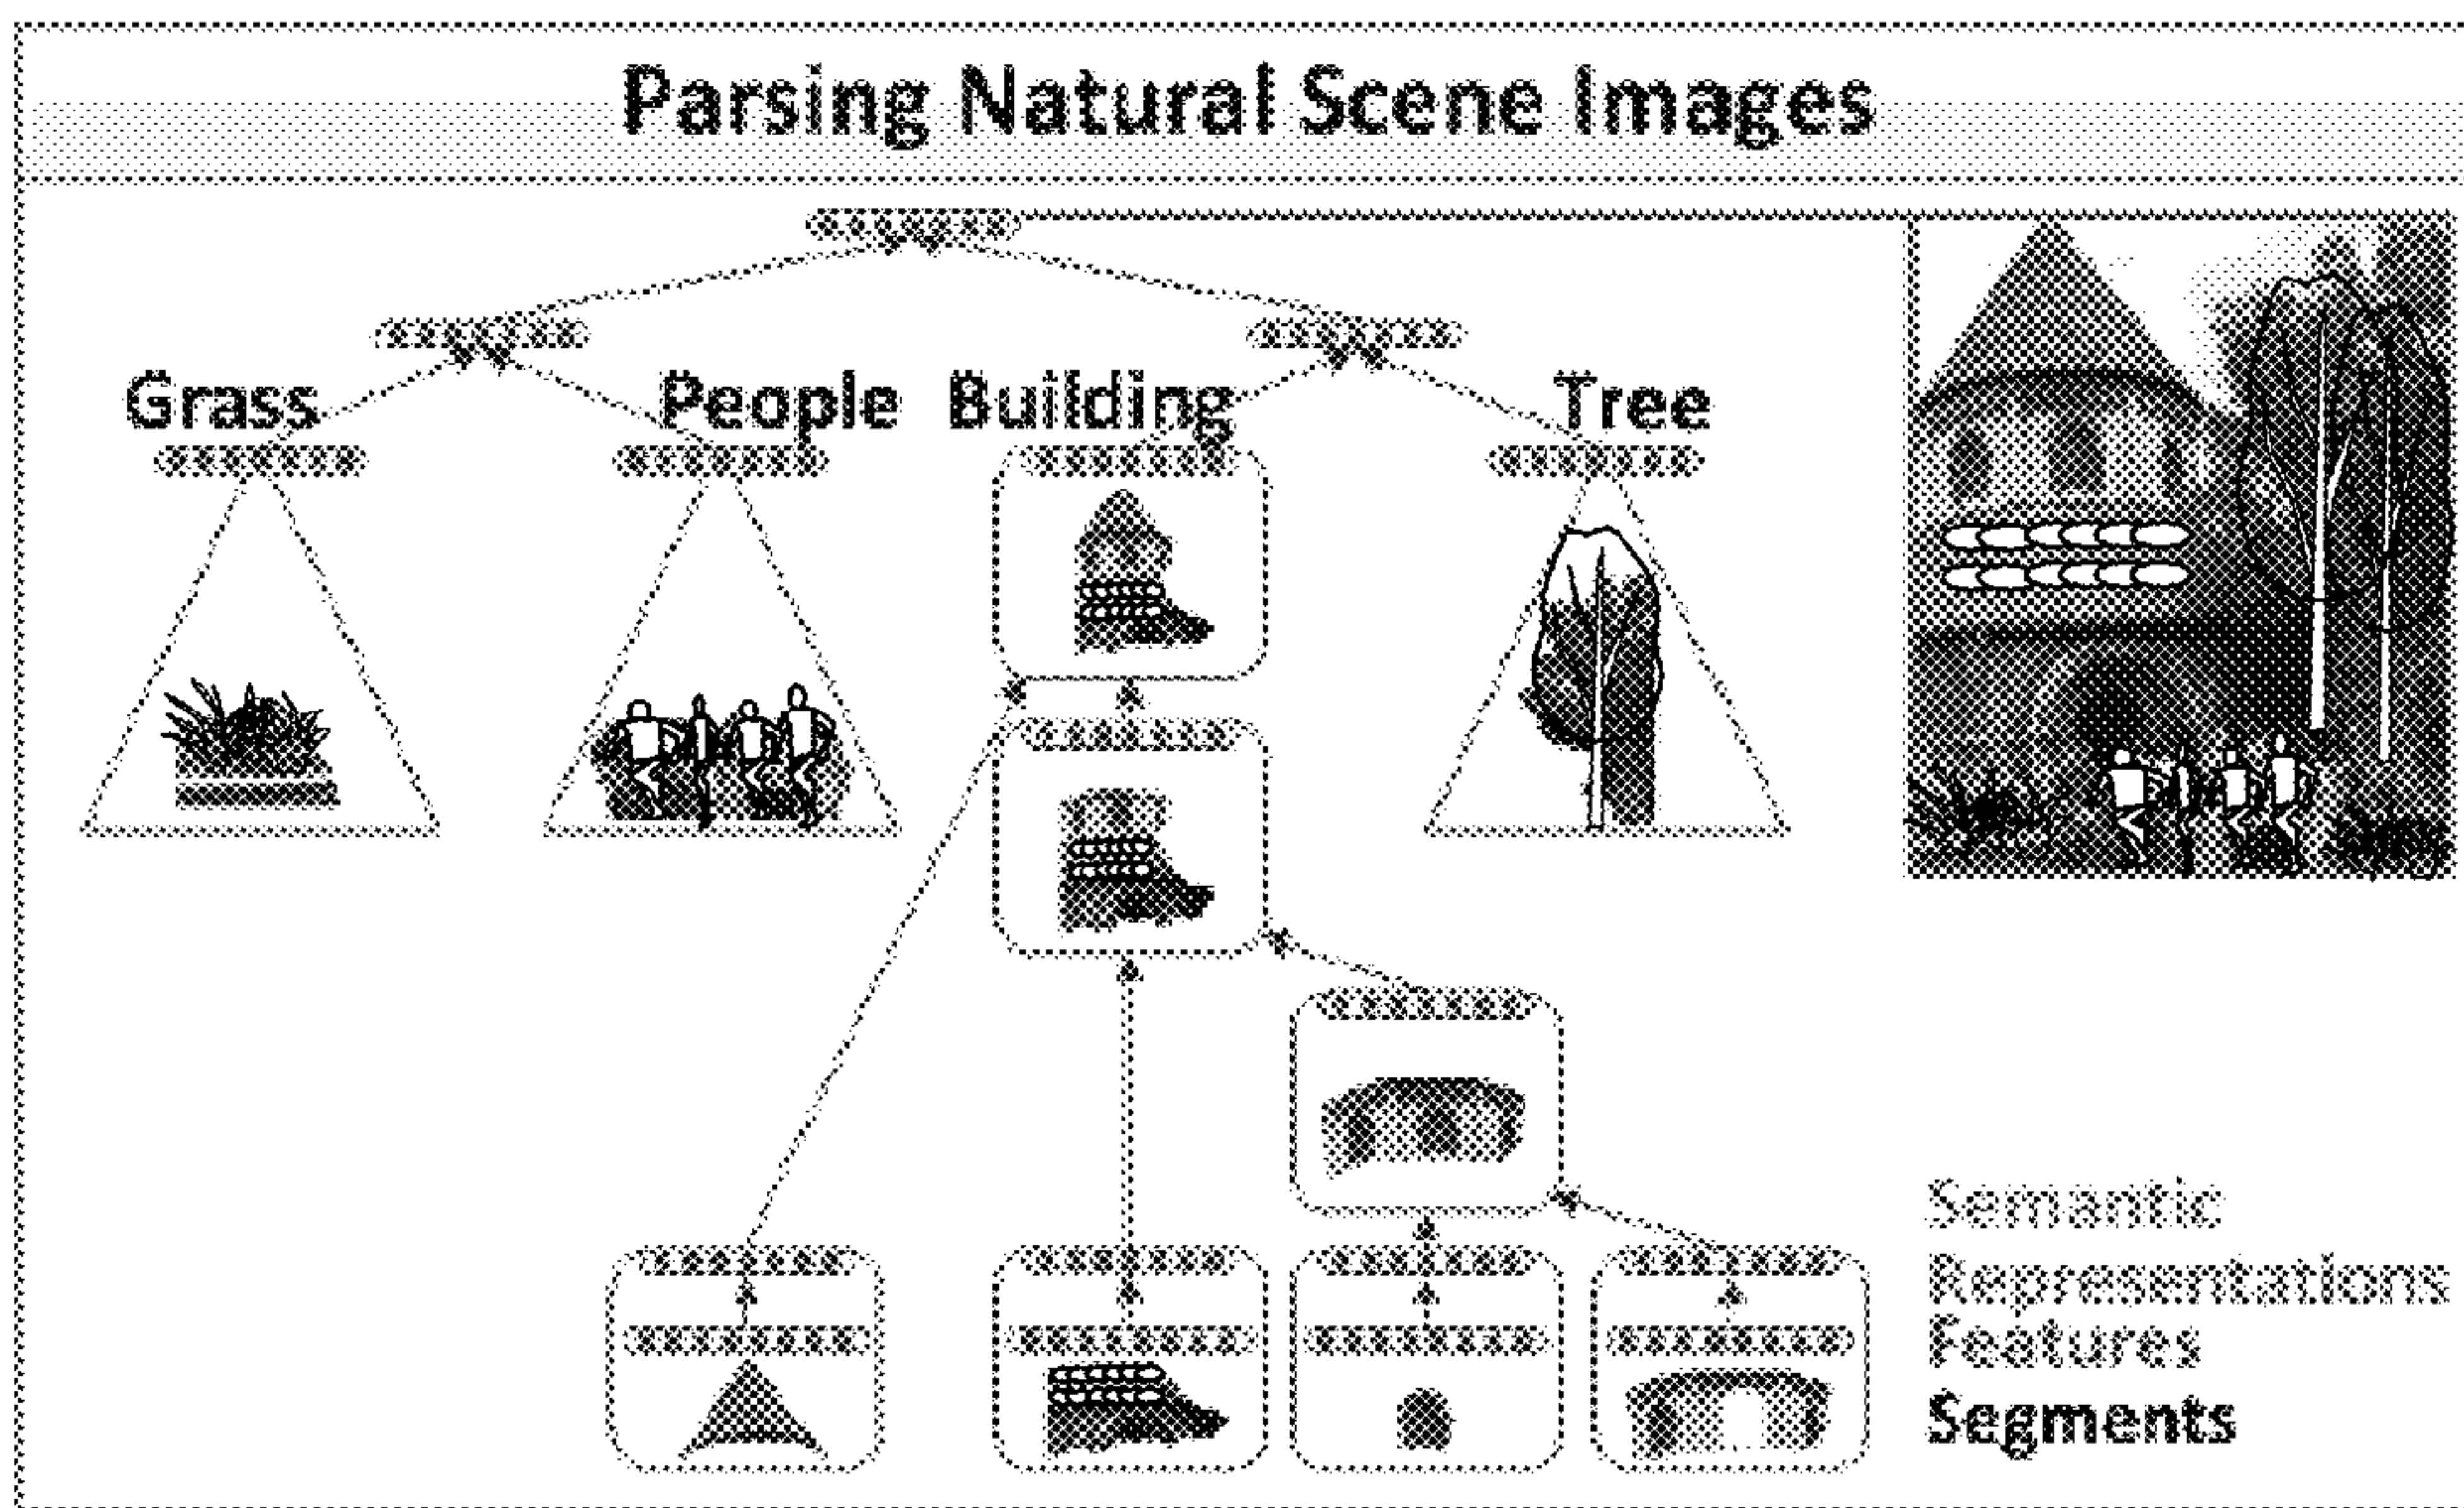 Parsing Natural Scene Images
Grass People Building Tree
Semantic
Representations
Features
Segments